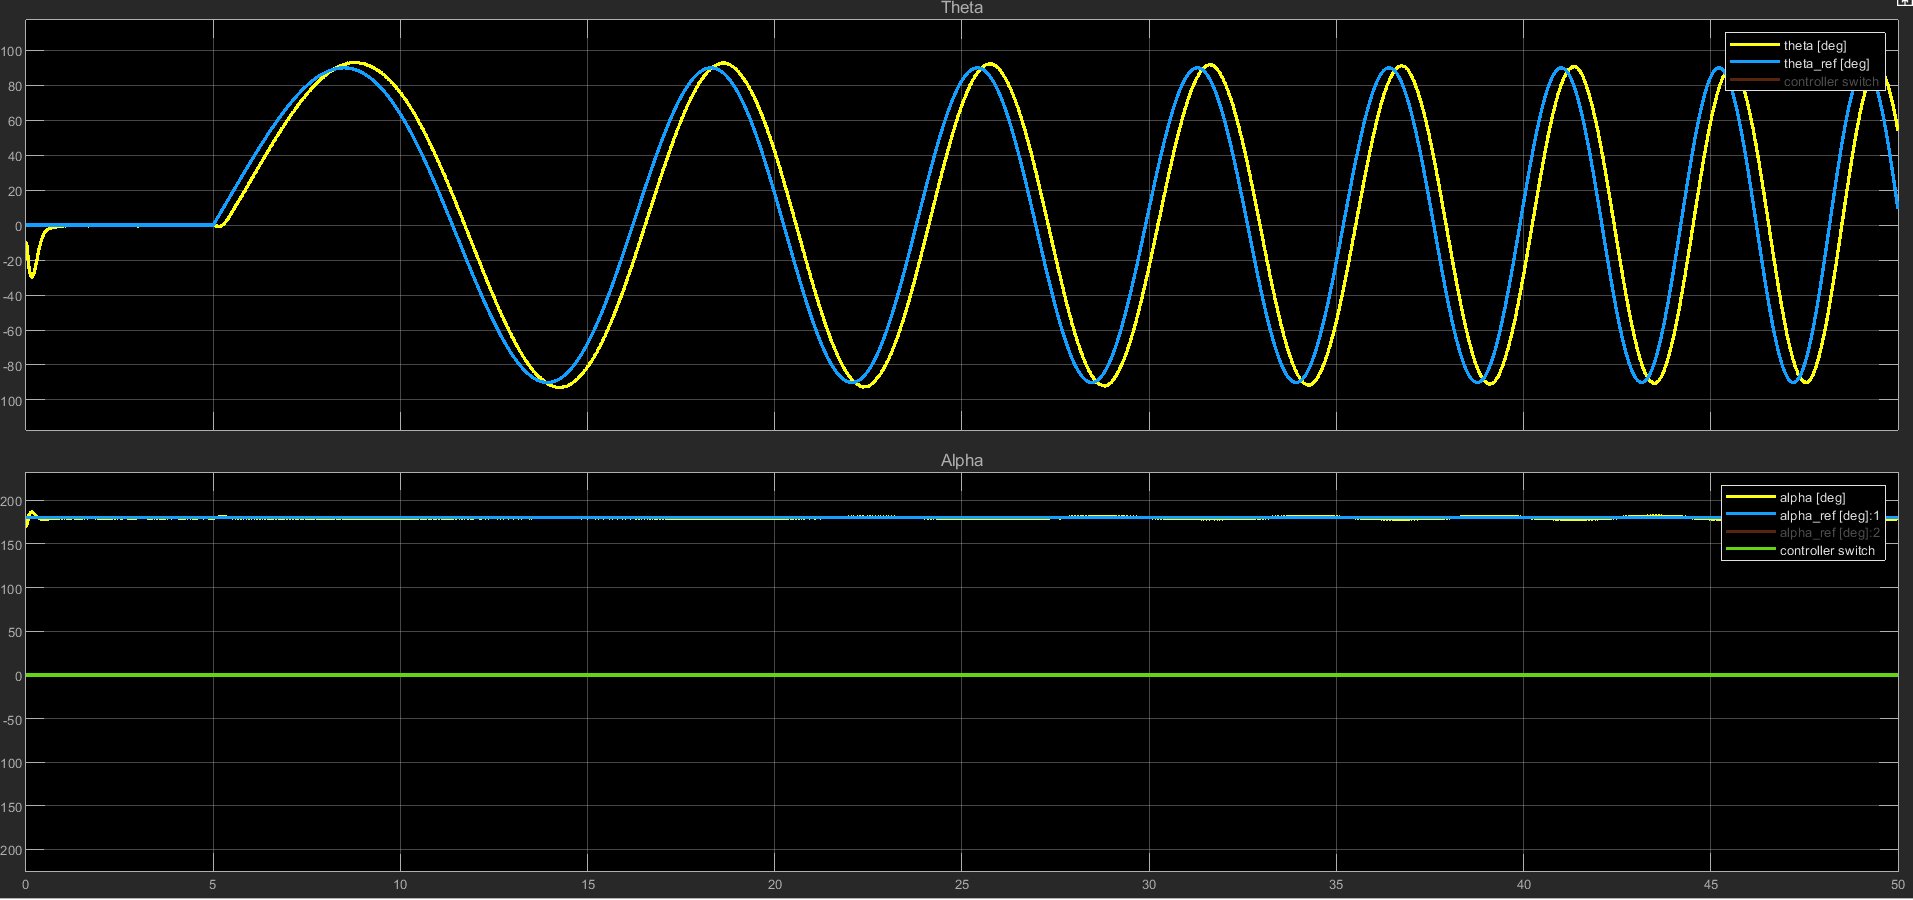 Theta
100
80
60
40
20
0
-20
-40
-60
-80
100
theta [deg]
theta_ref [deg]
controller switch
Alpha
200
150
100
50
0
-50
100
150
200
alpha [deg]
alpha_ref [deg]:1
alpha_ref [deg]:2
controller switch
0 5 10 15 20 25 30 35 40 45 50